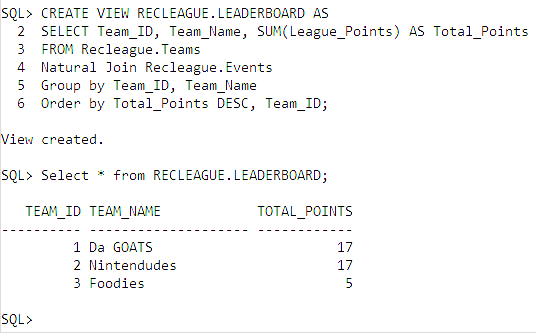 SQL> CREATE VIEW RECLEAGUE.LEADERBOARD AS
  2  SELECT Team_ID, Team_Name, SUM(League_Points) AS Total_Points
  3  FROM Recleague.Teams
  4  Natural Join Recleague.Events
  5  Group by Team_ID, Team_Name
  6  Order by Total_Points DESC, Team_ID;
View created.
SQL> Select * from RECLEAGUE.LEADERBOARD;
   TEAM_ID TEAM_NAME            TOTAL_POINTS
---------- -------------------- ------------
         1 Da GOATS                       17
         2 Nintendudes                    17
         3 Foodies                         5
SQL>